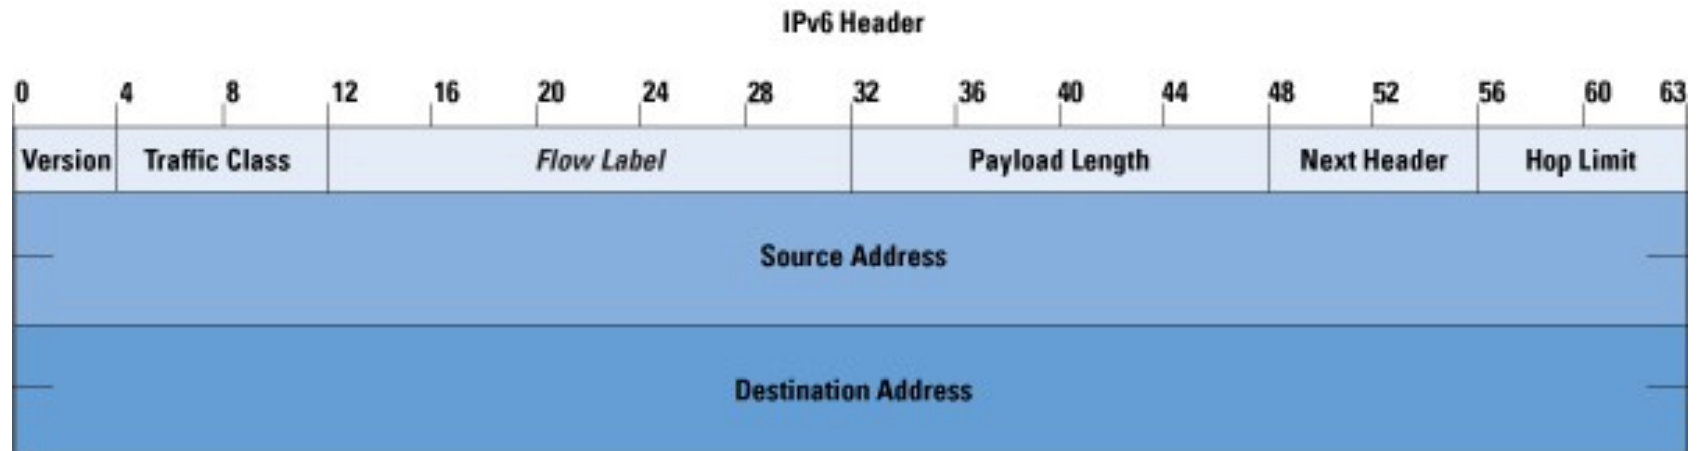 IPv6 Header
0 4 8 12 16 20 24 28 32 36 40 44 48 52 56 60 63
Version Traffic Class Flow Label Payload Length Next Header Hop Limit
Source Address
Destination Address